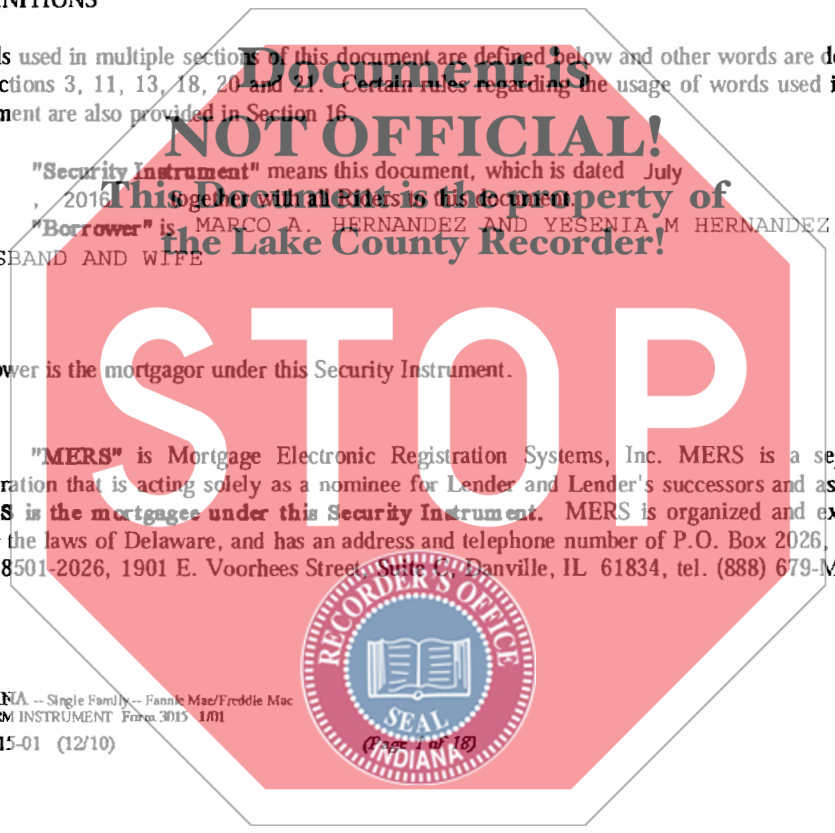 NITIONS
Document is
s used in multiple sections of this document are defined below and other words are d
ctions 3, 11, 13, 18, 20 and 21. Certain rules regarding the usage of words used i
ment are also provided in Section 16.
NOT OFFICIAL!
"Security Instrument" means this document, which is dated July
This Document is the property of
, 2016 together with all Riders to this document.
"Borrower" is MARCO A. HERNANDEZ AND YESENIA M HERNANDEZ
the Lake County Recorder!
SBAND AND WIFE
STOP
wer is the mortgagor under this Security Instrument.
"MERS" is Mortgage Electronic Registration Systems, Inc. MERS is a se
ration that is acting solely as a nominee for Lender and Lender's successors and as
S is the mortgagee under this Security Instrument. MERS is organized and ex
the laws of Delaware, and has an address and telephone number of P.O. Box 2026,
8501-2026, 1901 E. Voorhees Street, Suite C, Danville, IL 61834, tel. (888) 679-M
RECORDER'S OFFICE
SEAL
INDIANA
NA -- Single Family -- Fannie Mae/Freddie Mac
M INSTRUMENT Form 3015 1/01
15-01 (12/10) (Page 1 of 18)